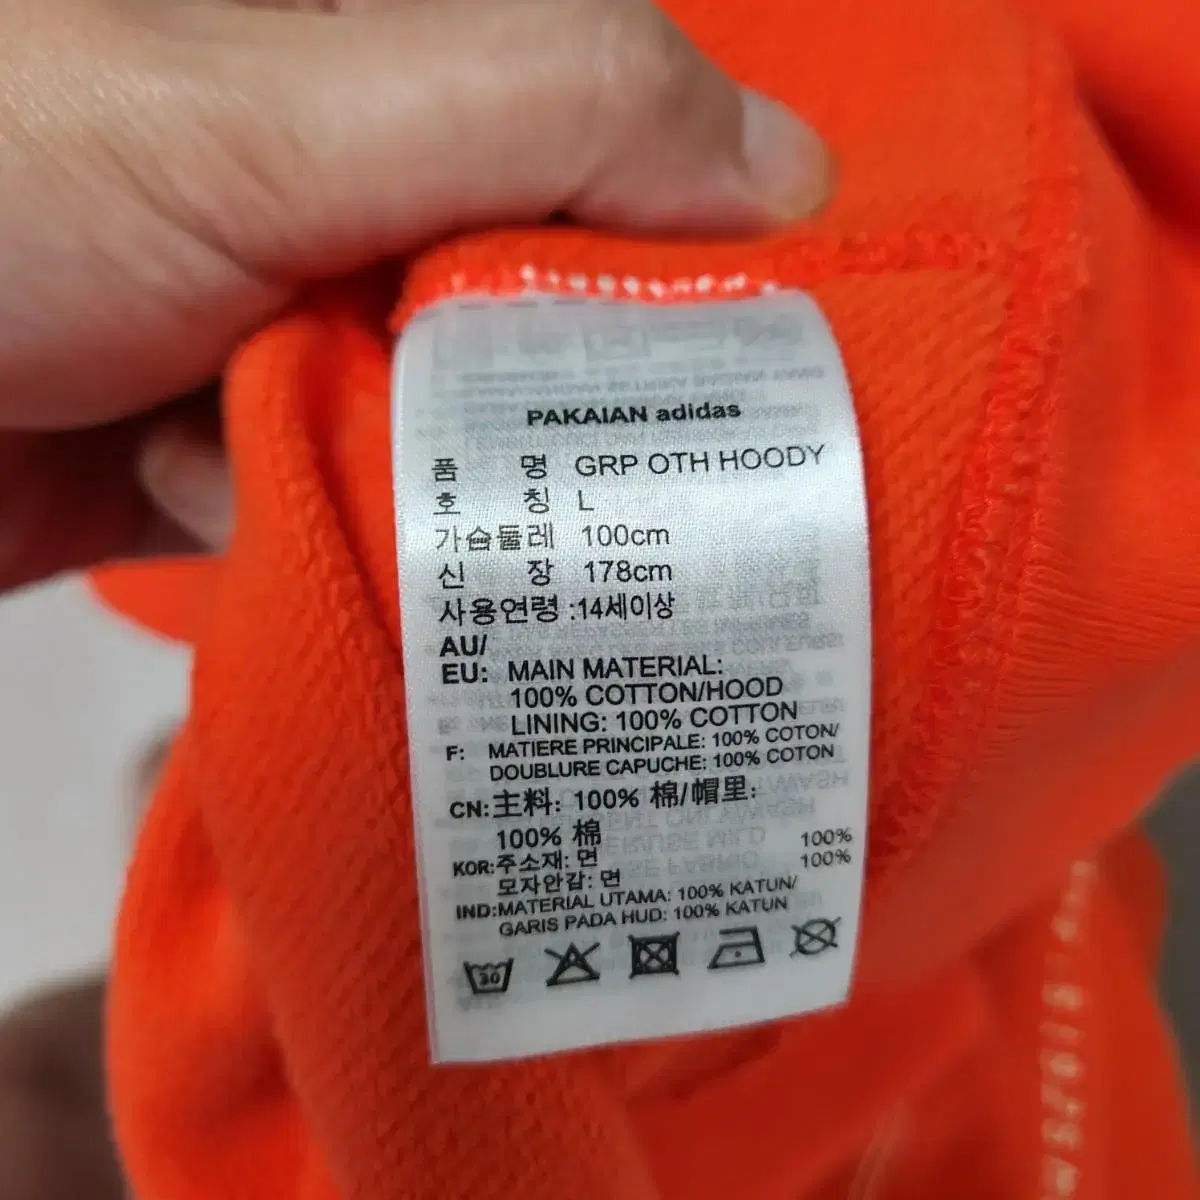 PAKAIAN adidas
품 명 GRP OTH HOODY
호 칭 L
가슴둘레 100cm
신 장 178cm
사용연령 :14세이상
AU/
EU: MAIN MATERIAL:
100% COTTON/HOOD
LINING: 100% COTTON
F: MATIERE PRINCIPALE: 100% COTON/
DOUBLURE CAPUCHE: 100% COTON
CN:主料: 100% 棉/帽里:
100% 棉
KOR:주소재: 면 100%
모자안감: 면 100%
IND:MATERIAL UTAMA: 100% KATUN/
GARIS PADA HUD: 100% KATUN
30